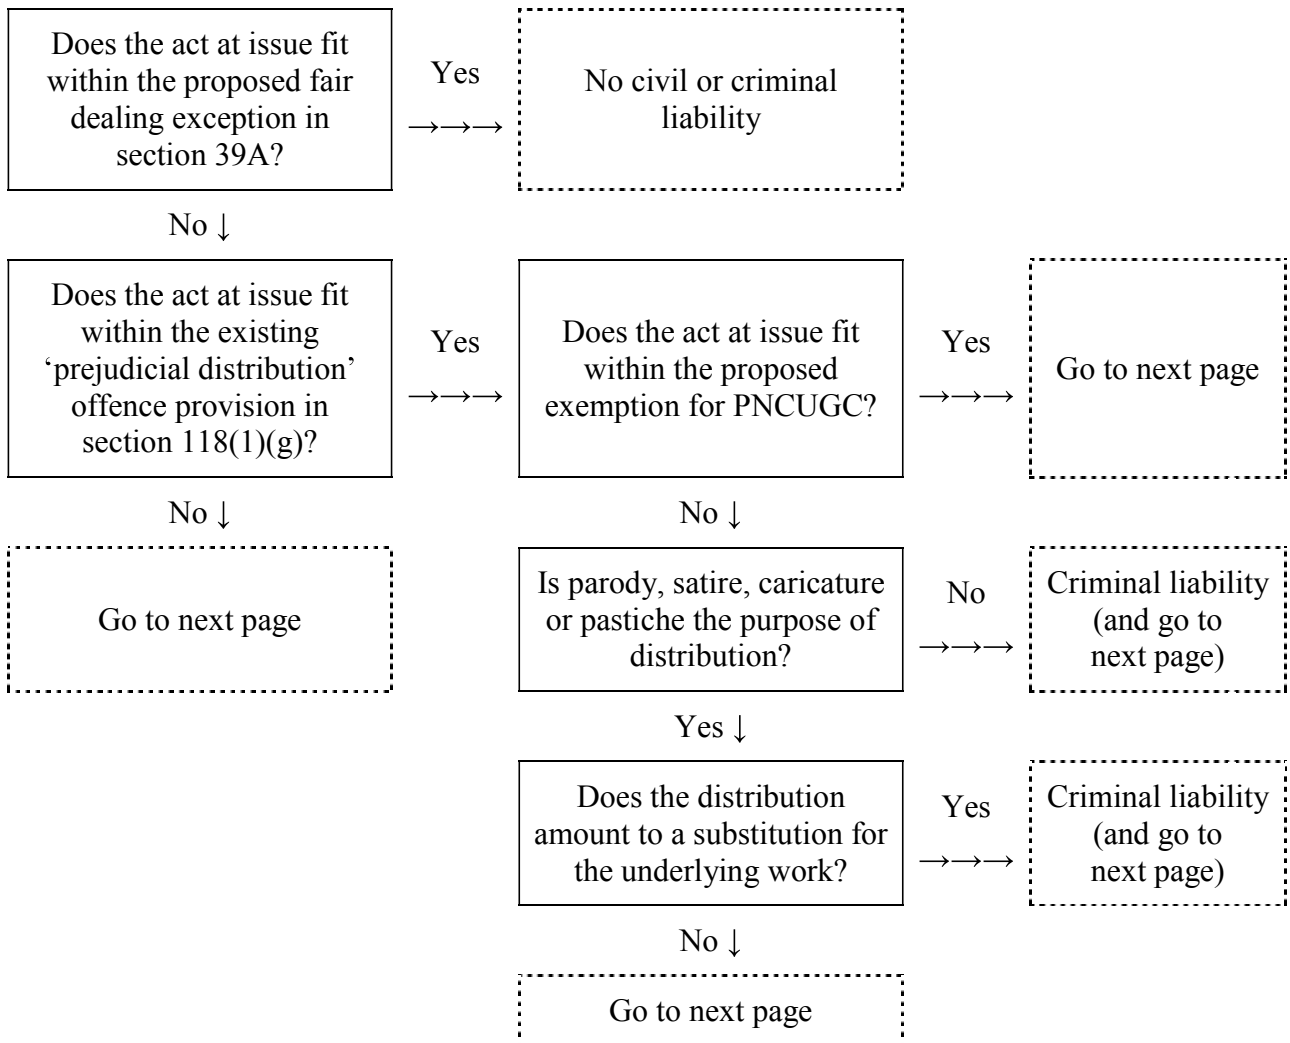 Does the act at issue fit
within the proposed fair
dealing exception in
section 39A?
Yes
→→→
No civil or criminal
liability
No ↓
Does the act at issue fit
within the existing
‘prejudicial distribution’
offence provision in
section 118(1)(g)?
Yes
→→→
Does the act at issue fit
within the proposed
exemption for PNCUGC?
Yes
→→→
Go to next page
No ↓
No ↓
Go to next page
Is parody, satire, caricature
or pastiche the purpose of
distribution?
No
→→→
Criminal liability
(and go to
next page)
Yes ↓
Does the distribution
amount to a substitution for
the underlying work?
Yes
→→→
Criminal liability
(and go to
next page)
No ↓
Go to next page